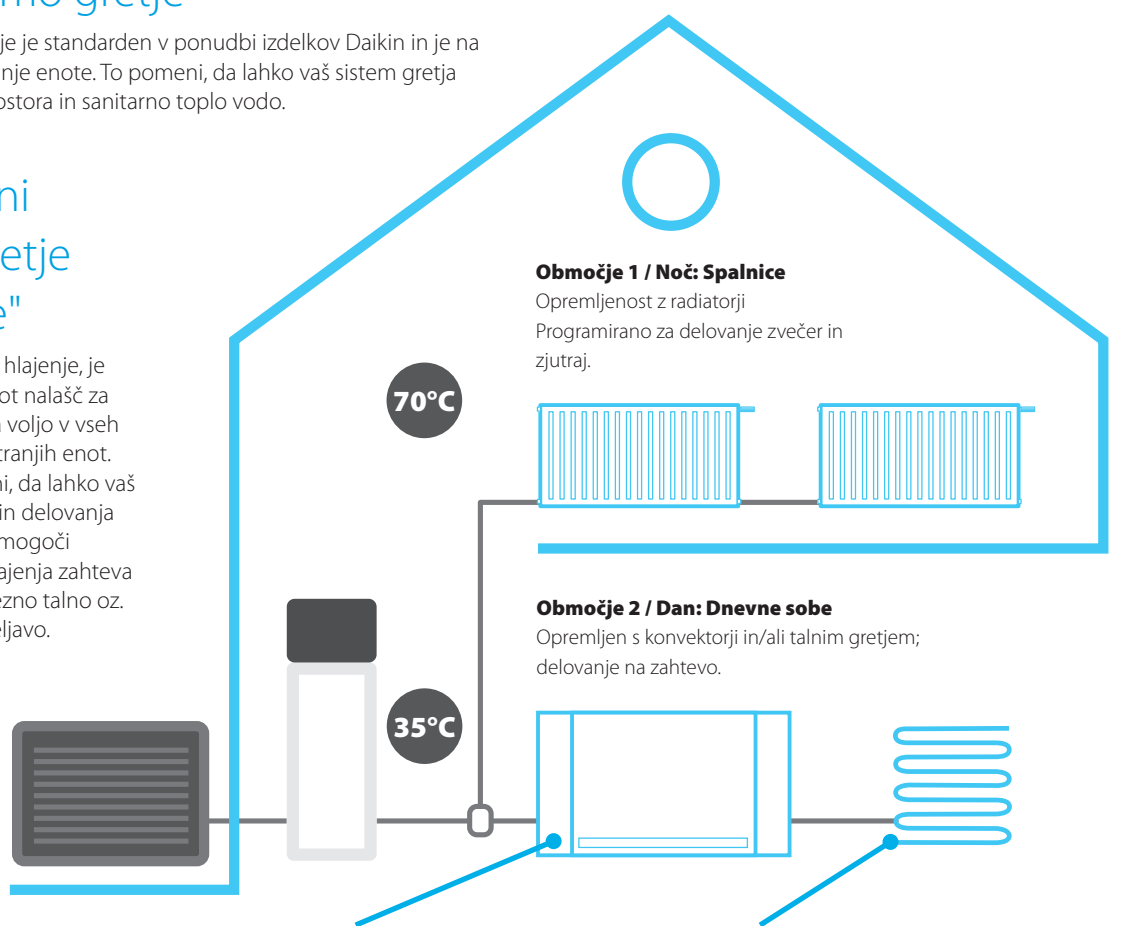 gretje
je je standarden v ponudbi izdelkov Daikin in je na
nje enote. To pomeni, da lahko vaš sistem gretja
ostora in sanitarno toplo vodo.
ni
etje
e"
hlajenje, je
ot nalašč za
voljo v vseh
tranjih enot.
ni, da lahko vaš
in delovanja
mogoči
ajenja zahteva
ezno talno oz.
eljavo.
Območje 1 / Noč: Spalnice
Opremljenost z radiatorji
Programirano za delovanje zvečer in
zjutraj.
70°C
Območje 2 / Dan: Dnevne sobe
Opremljen s konvektorji in/ali talnim gretjem;
delovanje na zahtevo.
35°C